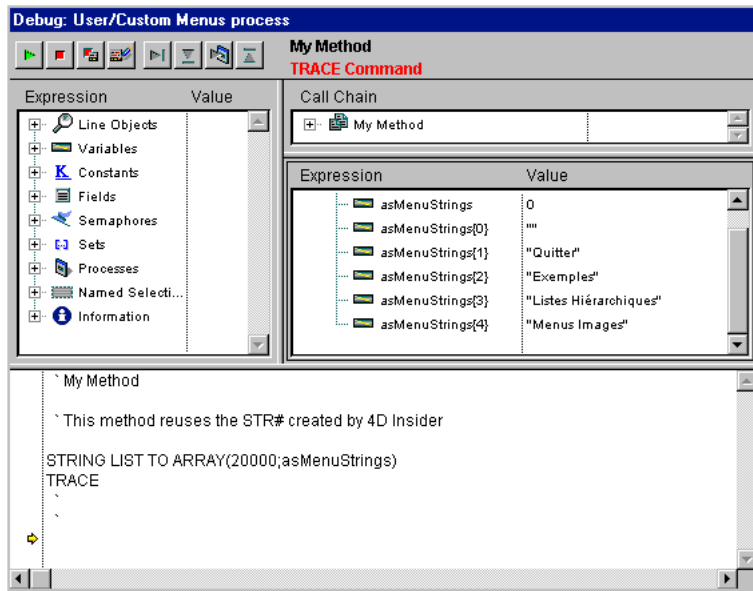 Debug: User/Custom Menus process
My Method
TRACE Command
Expression Value
Line Objects
Variables
K Constants
Fields
Semaphores
Sets
Processes
Named Selecti...
Information
Call Chain
My Method
Expression Value
asMenuStrings 0
asMenuStrings{0} ""
asMenuStrings{1} "Quitter"
asMenuStrings{2} "Exemples"
asMenuStrings{3} "Listes Hiérarchiques"
asMenuStrings{4} "Menus Images"
` My Method
` This method reuses the STR# created by 4D Insider
STRING LIST TO ARRAY(20000;asMenuStrings)
TRACE
`
`